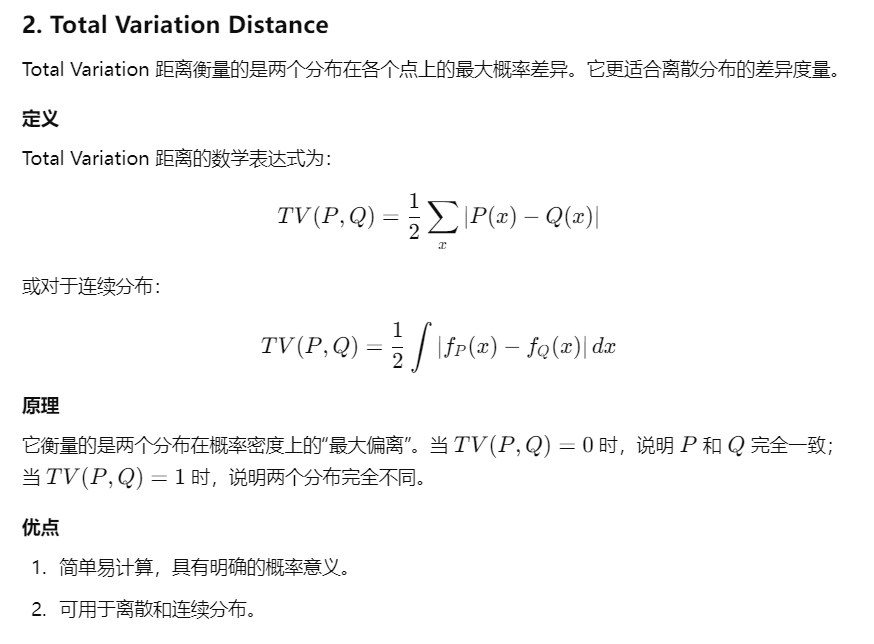 2. Total Variation Distance
Total Variation 距离衡量的是两个分布在各个点上的最大概率差异。它更适合离散分布的差异度量。
定义
Total Variation 距离的数学表达式为：
TV(P, Q) = \frac{1}{2} \sum_{x} |P(x) − Q(x)|
或对于连续分布：
TV(P, Q) = \frac{1}{2} \int |f_P(x) − f_Q(x)| dx
原理
它衡量的是两个分布在概率密度上的“最大偏离”。当 TV(P, Q) = 0 时，说明 P 和 Q 完全一致；
当 TV(P, Q) = 1 时，说明两个分布完全不同。
优点
1. 简单易计算，具有明确的概率意义。
2. 可用于离散和连续分布。